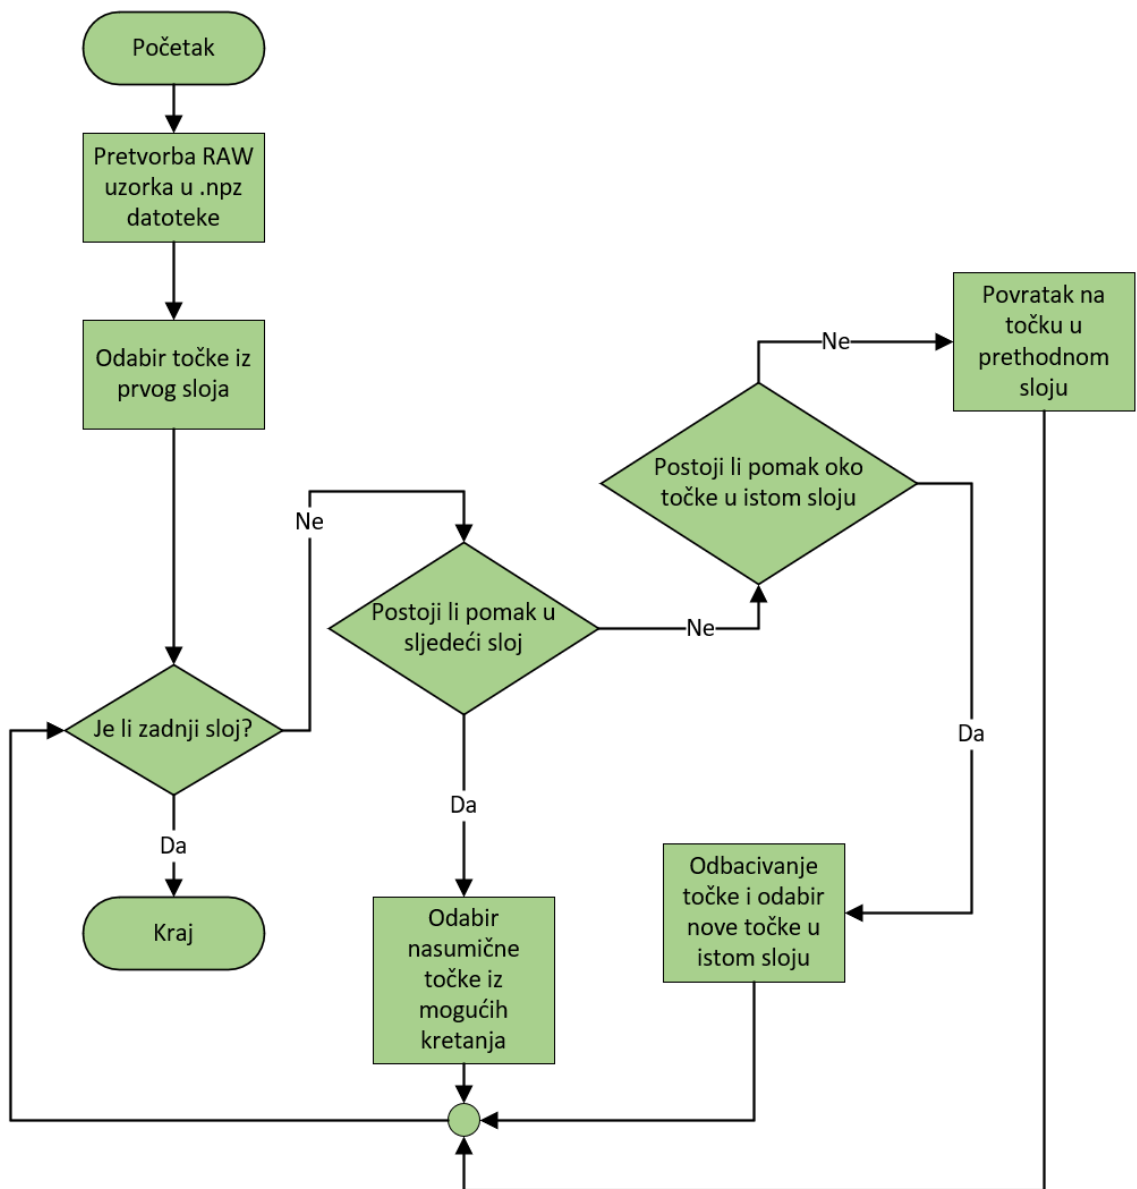 Početak
Pretvorba RAW
uzorka u .npz
datoteke
Odabir točke iz
prvog sloja
Je li zadnji sloj?
Da
Kraj
Ne
Postoji li pomak u
sljedeći sloj
Da
Odabir
nasumične
točke iz
mogućih
kretanja
Ne
Postoji li pomak oko
točke u istom sloju
Ne
Povratak na
točku u
prethodnom
sloju
Da
Odbacivanje
točke i odabir
nove točke u
istom sloju